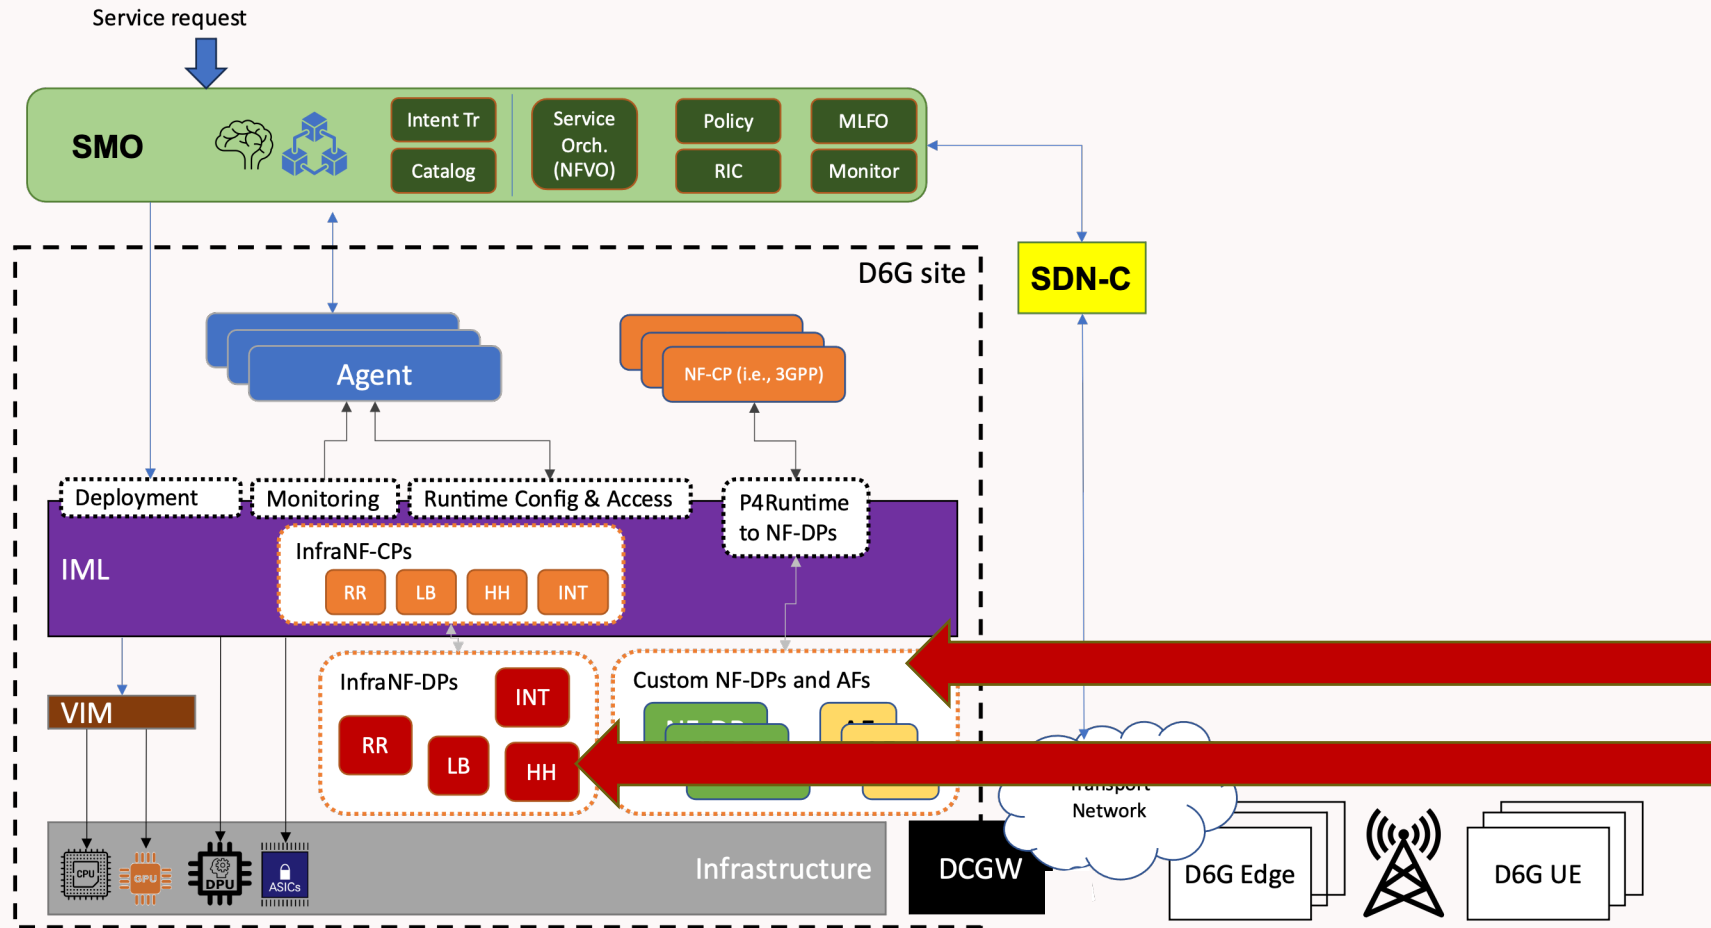 Service request
SMO
Intent Tr
Catalog
Service
Orch.
(NFVO)
Policy
RIC
MLFO
Monitor
D6G site
SDN-C
Agent
NF-CP (i.e., 3GPP)
Deployment
Monitoring
Runtime Config & Access
P4Runtime
to NF-DPs
IML
InfraNF-CPs
RR
LB
HH
INT
VIM
InfraNF-DPs
INT
RR
LB
HH
Custom NF-DPs and AFs
Transport
Network
CPU
GPU
DPU
ASICs
Infrastructure
DCGW
D6G Edge
D6G UE